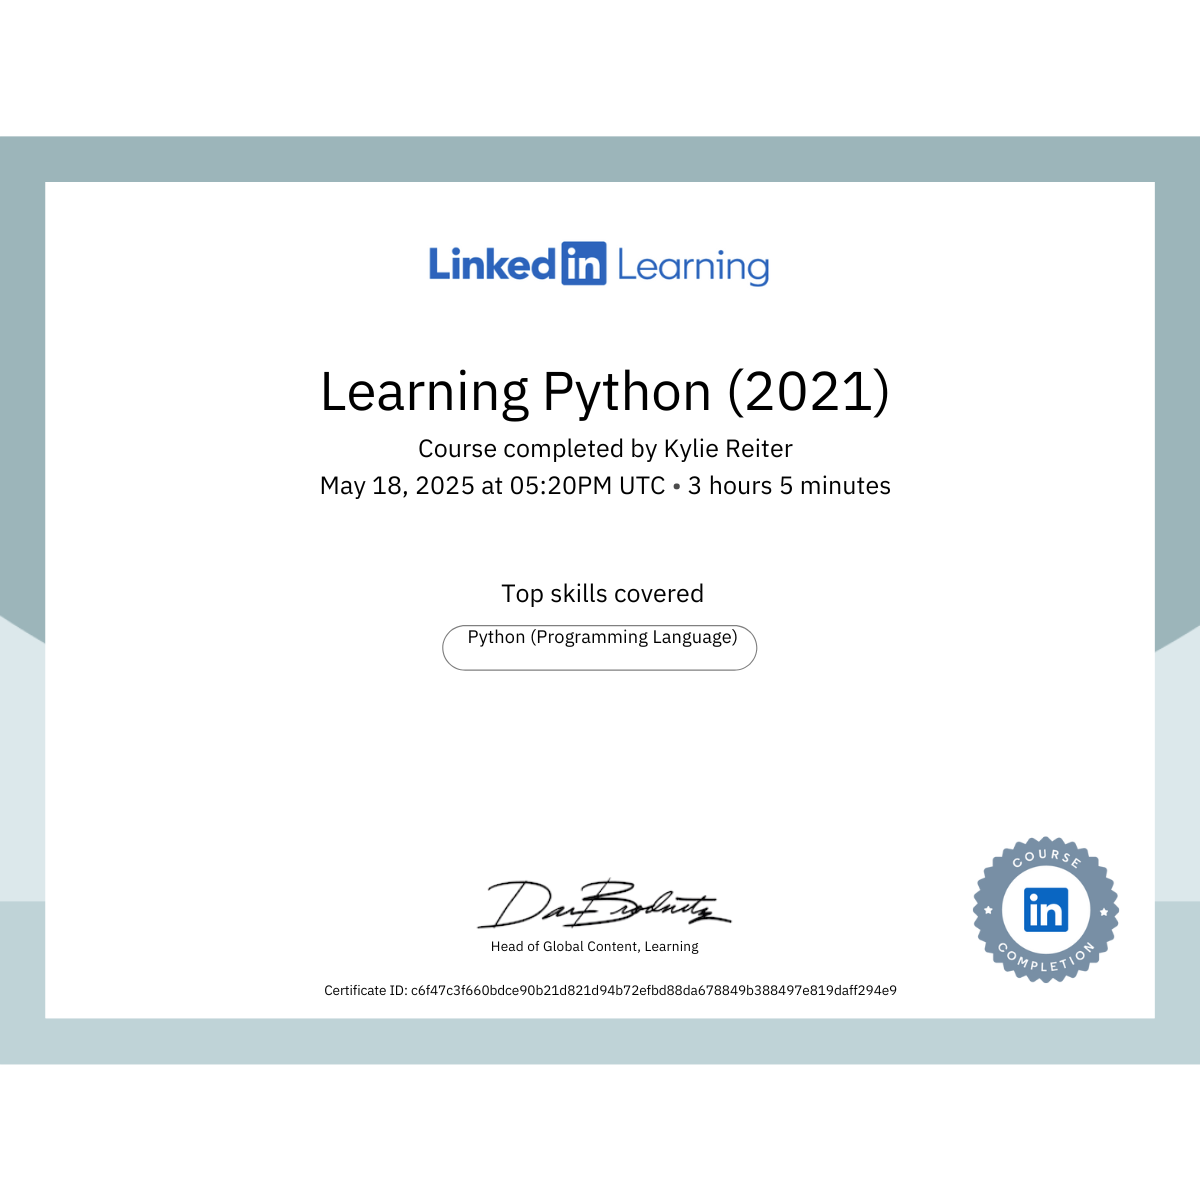 Linked in Learning
Learning Python (2021)
Course completed by Kylie Reiter
May 18, 2025 at 05:20PM UTC • 3 hours 5 minutes
Top skills covered
Python (Programming Language)
Dan Brodnitz
Head of Global Content, Learning
COURSE
in
COMPLETION
Certificate ID: c6f47c3f660bdce90b21d821d94b72efbd88da678849b388497e819daff294e9